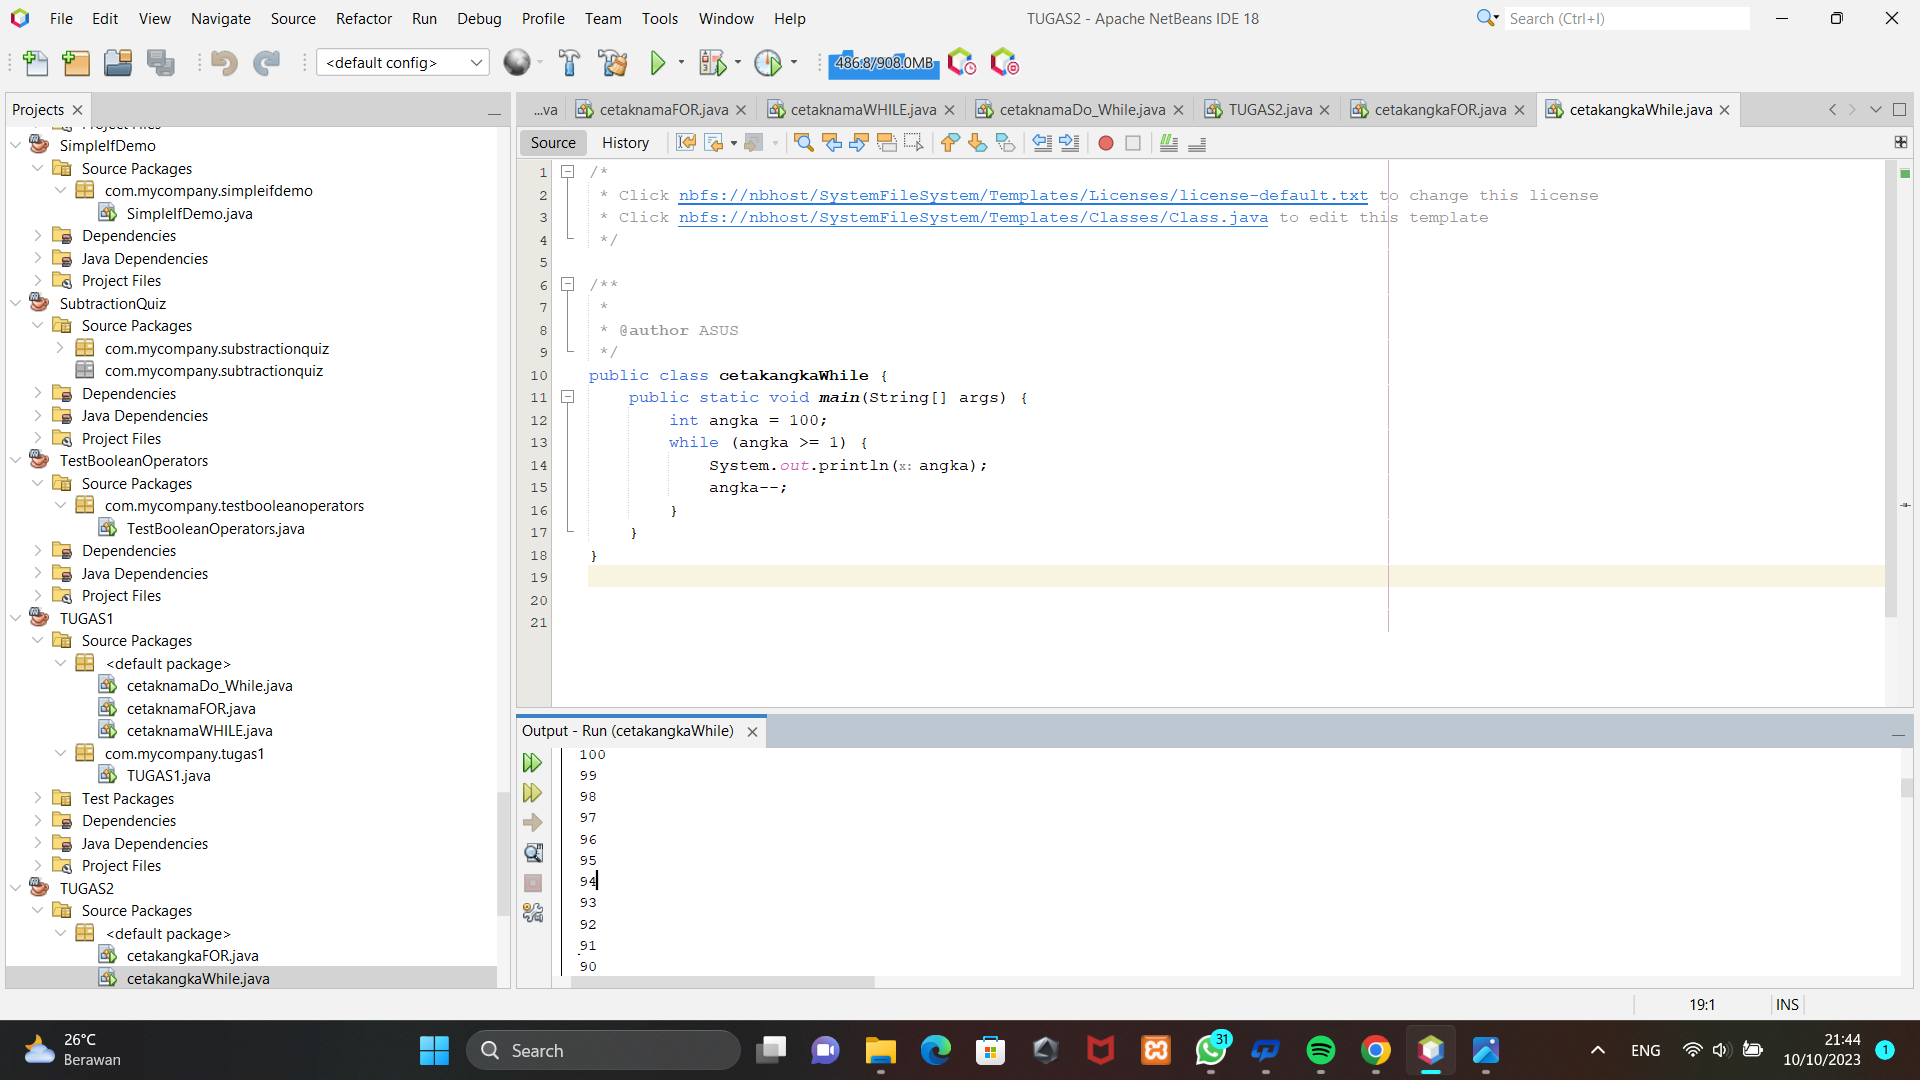 File Edit View Navigate Source Refactor Run Debug Profile Team Tools Window Help
TUGAS2 - Apache NetBeans IDE 18
Search (Ctrl+I)
<default config>
486.8/908.0MB
Projects
Project Files
SimpleIfDemo
Source Packages
com.mycompany.simpleifdemo
SimpleIfDemo.java
Dependencies
Java Dependencies
Project Files
SubtractionQuiz
Source Packages
com.mycompany.substractionquiz
com.mycompany.subtractionquiz
Dependencies
Java Dependencies
Project Files
TestBooleanOperators
Source Packages
com.mycompany.testbooleanoperators
TestBooleanOperators.java
Dependencies
Java Dependencies
Project Files
TUGAS1
Source Packages
<default package>
cetaknamaDo_While.java
cetaknamaFOR.java
cetaknamaWHILE.java
com.mycompany.tugas1
TUGAS1.java
Test Packages
Dependencies
Java Dependencies
Project Files
TUGAS2
Source Packages
<default package>
cetakangkaFOR.java
cetakangkaWhile.java
...va cetaknamaFOR.java cetaknamaWHILE.java cetaknamaDo_While.java TUGAS2.java cetakangkaFOR.java cetakangkaWhile.java
Source History
1 /*
2 * Click nbfs://nbhost/SystemFileSystem/Templates/Licenses/license-default.txt to change this license
3 * Click nbfs://nbhost/SystemFileSystem/Templates/Classes/Class.java to edit this template
4 */
5
6 /**
7 *
8 * @author ASUS
9 */
10 public class cetakangkaWhile {
11 public static void main(String[] args) {
12 int angka = 100;
13 while (angka >= 1) {
14 System.out.println(x: angka);
15 angka--;
16 }
17 }
18 }
19
20
21
Output - Run (cetakangkaWhile)
100
99
98
97
96
95
94
93
92
91
90
19:1 INS
26°C
Berawan
Search
31
ENG
21:44
10/10/2023
1